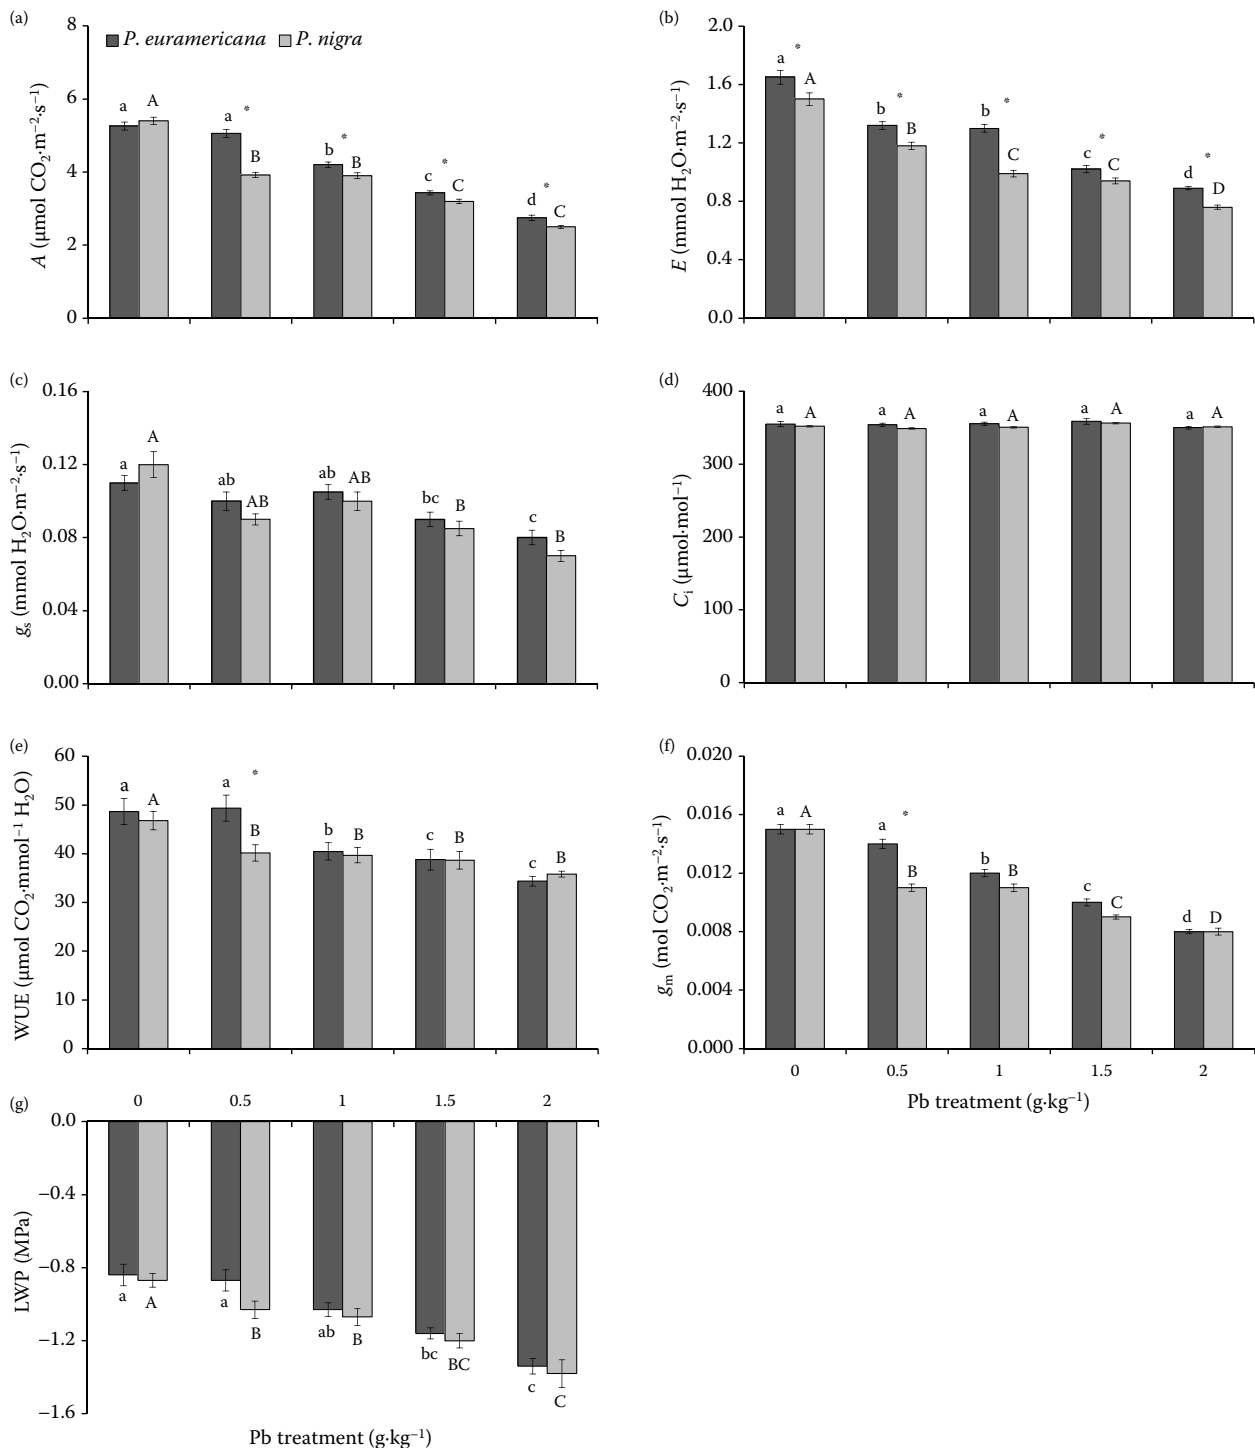 (a)
8
P. euramericana P. nigra
6
4
2
0
A (μmol CO₂·m⁻²·s⁻¹)
a A
a * B
b * B
c * C
d * C
(b)
2.0
1.6
1.2
0.8
0.4
0.0
E (mmol H₂O·m⁻²·s⁻¹)
a * A
b * B
b * C
c * C
d * D
(c)
0.16
0.12
0.08
0.04
0.00
gₛ (mmol H₂O·m⁻²·s⁻¹)
a A
ab AB
ab AB
bc B
c B
(d)
400
300
200
100
0
Cᵢ (μmol·mol⁻¹)
a A
a A
a A
a A
a A
(e)
60
50
40
30
20
10
0
WUE (μmol CO₂·mmol⁻¹ H₂O)
a A
a * B
b B
c B
c B
(f)
0.020
0.016
0.012
0.008
0.004
0.000
gₘ (mol CO₂·m⁻²·s⁻¹)
a A
a * B
b B
c C
d D
0 0.5 1 1.5 2
Pb treatment (g·kg⁻¹)
(g)
0 0.5 1 1.5 2
0.0
−0.4
−0.8
−1.2
−1.6
LWP (MPa)
a A
a B
ab B
bc BC
c C
Pb treatment (g·kg⁻¹)